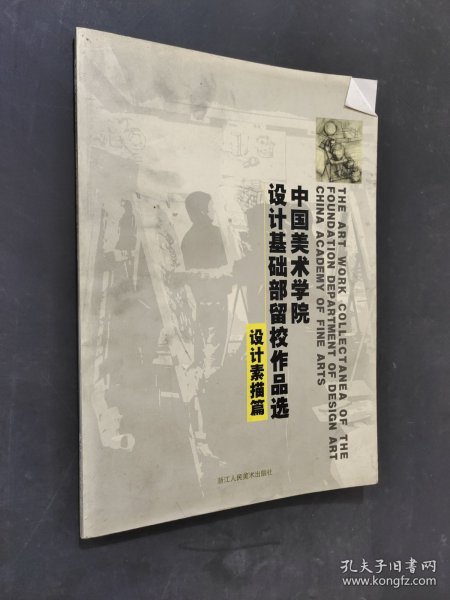 THE ART WORK COLLECTANEA OF THE
FOUNDATION DEPARTMENT OF DESIGN ART
CHINA ACADEMY OF FINE ARTS
中国美术学院
设计基础部留校作品选
设计素描篇
浙江人民美术出版社
孔夫子旧书网
www.kongfz.com